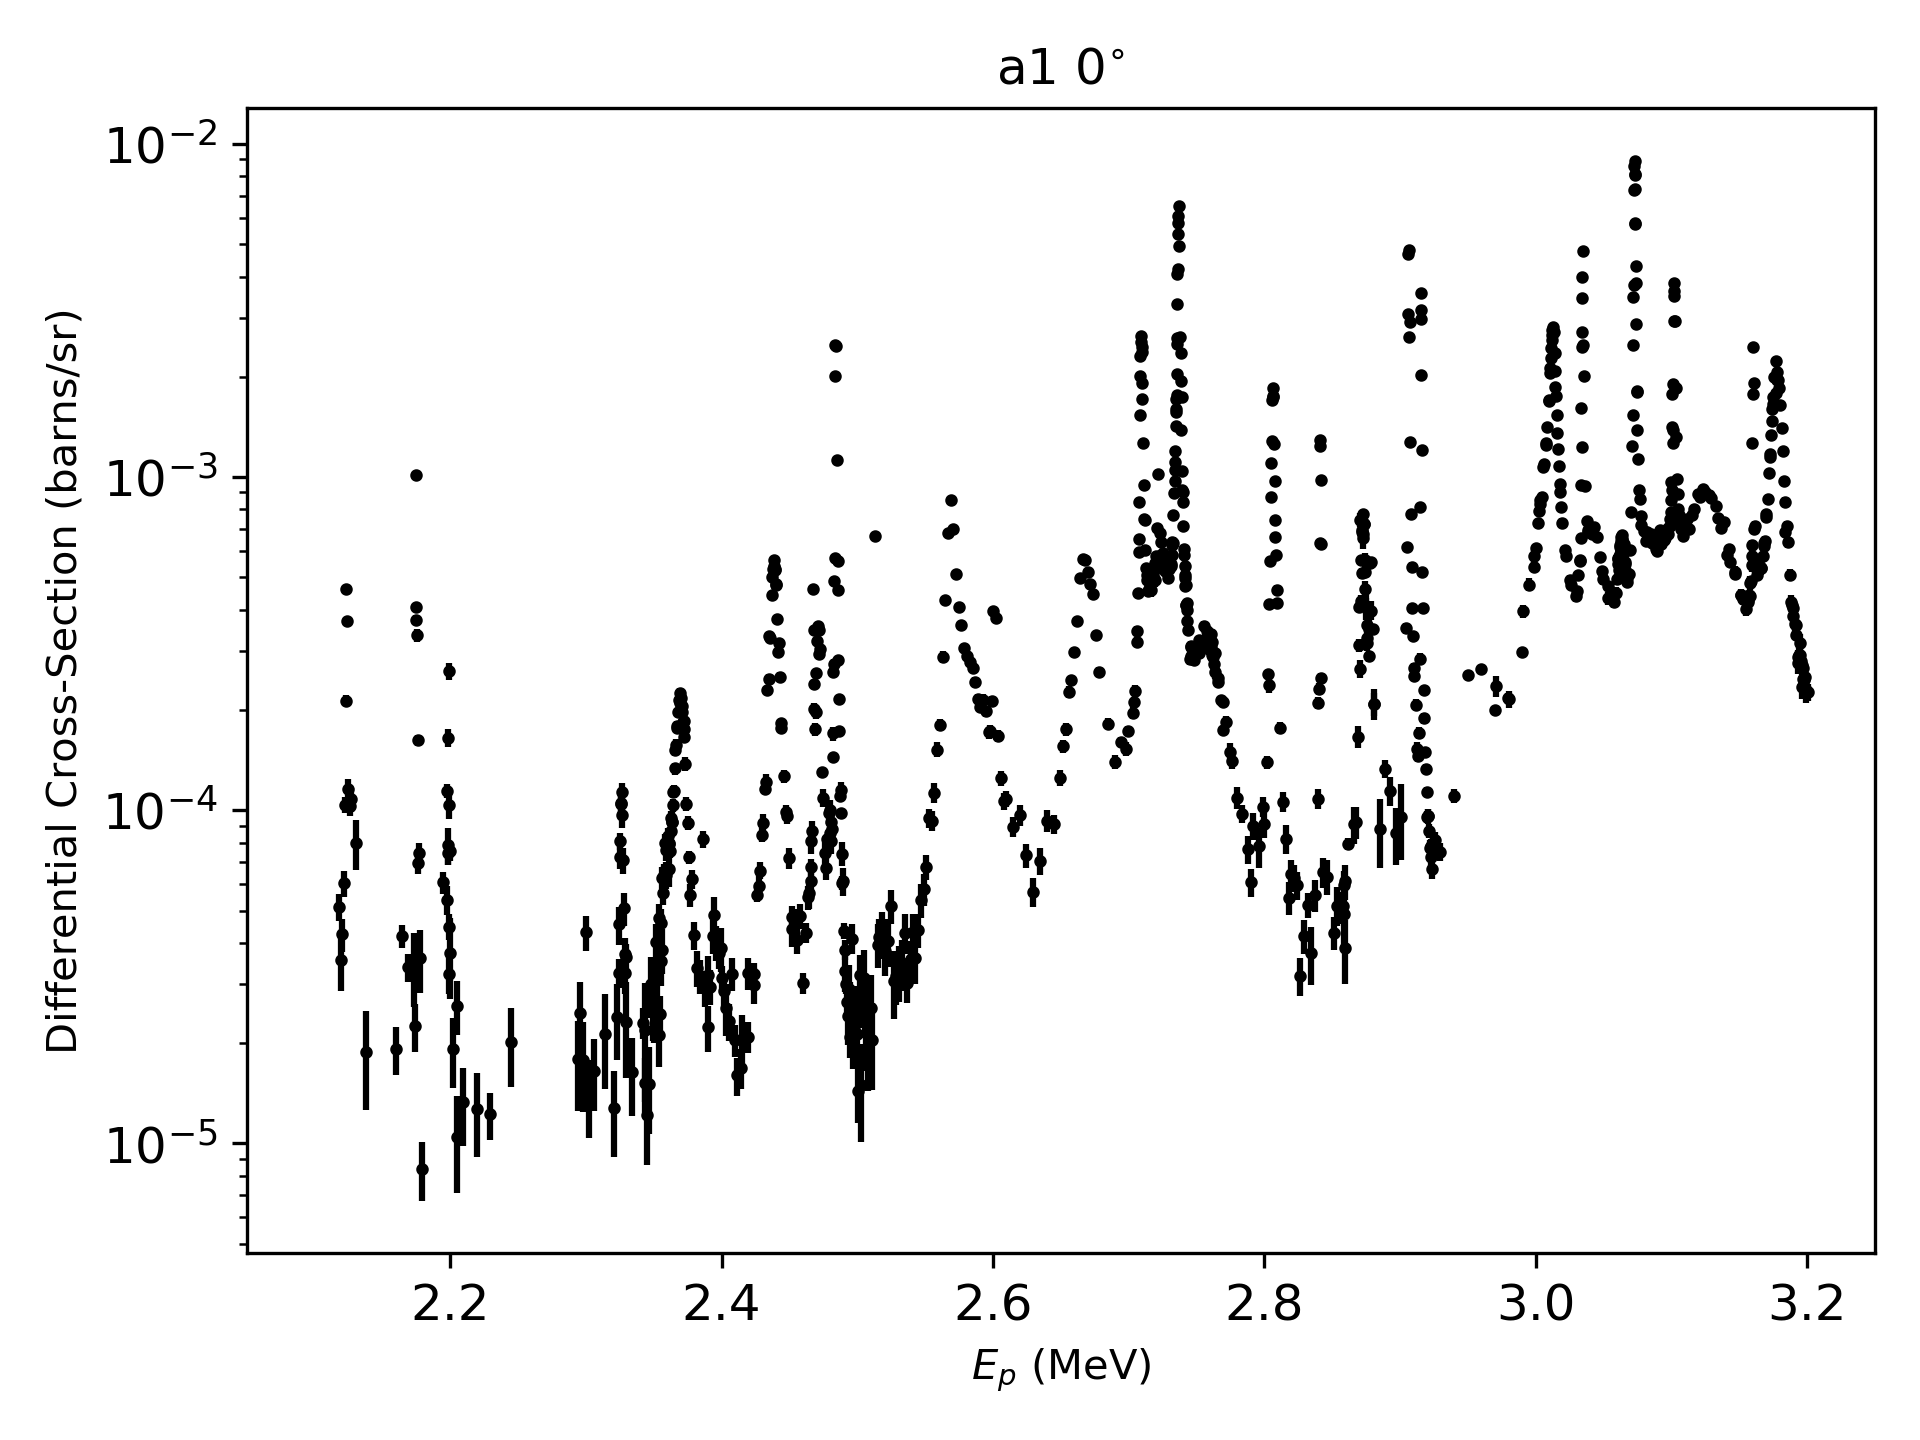 a1 0°
Differential Cross-Section (barns/sr)
10⁻²
10⁻³
10⁻⁴
10⁻⁵
2.2 2.4 2.6 2.8 3.0 3.2
Eₚ (MeV)